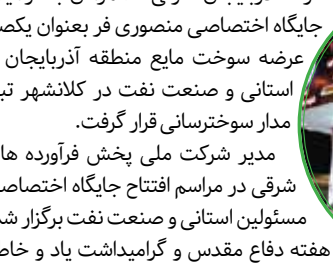 جایگاه اختصاصی منصوری فر بعنوان یکص
عرضه سوخت مایع منطقه آذربایجان
استانی و صنعت نفت در کلانشهر تب
مدار سوخترسانی قرار گرفت.
مدیر شرکت ملی پخش فرآورده ها
شرقی در مراسم افتتاح جایگاه اختصاص
مسئولین استانی و صنعت نفت برگزار شد
هفته دفاع مقدس و گرامیداشت یاد و خاط